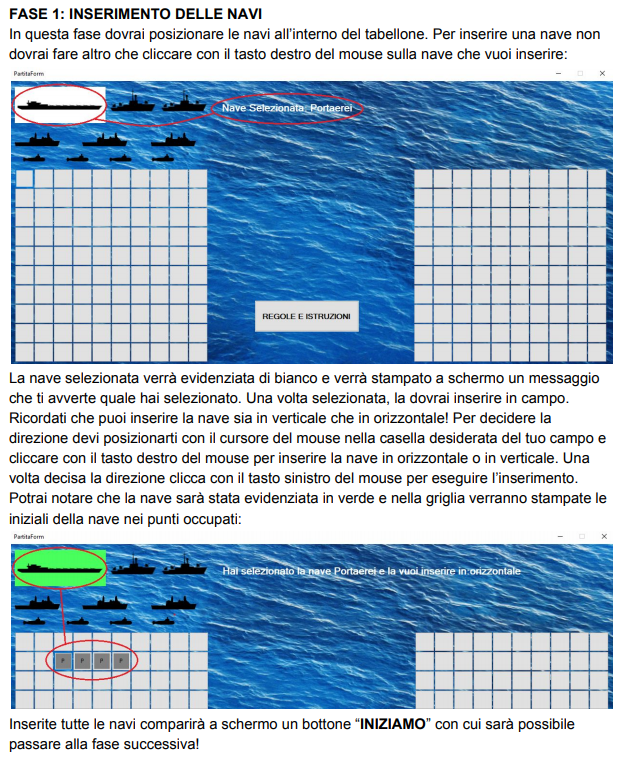 FASE 1: INSERIMENTO DELLE NAVI
In questa fase dovrai posizionare le navi all’interno del tabellone. Per inserire una nave non
dovrai fare altro che cliccare con il tasto destro del mouse sulla nave che vuoi inserire:
PartitaForm
Nave Selezionata: Portaerei
REGOLE E ISTRUZIONI
La nave selezionata verrà evidenziata di bianco e verrà stampato a schermo un messaggio
che ti avverte quale hai selezionato. Una volta selezionata, la dovrai inserire in campo.
Ricordati che puoi inserire la nave sia in verticale che in orizzontale! Per decidere la
direzione devi posizionarti con il cursore del mouse nella casella desiderata del tuo campo e
cliccare con il tasto destro del mouse per inserire la nave in orizzontale o in verticale. Una
volta decisa la direzione clicca con il tasto sinistro del mouse per eseguire l’inserimento.
Potrai notare che la nave sarà stata evidenziata in verde e nella griglia verranno stampate le
iniziali della nave nei punti occupati:
PartitaForm
Hai selezionato la nave Portaerei e la vuoi inserire in:orizzontale
P P P P
Inserite tutte le navi comparirà a schermo un bottone “INIZIAMO” con cui sarà possibile
passare alla fase successiva!